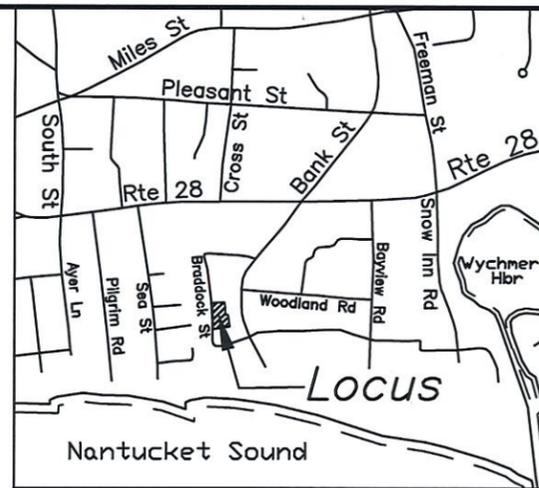 Miles St
Freeman St
Pleasant St
South St
Cross St
Bank St
Rte 28
Rte 28
Snow Inn Rd
Wychmer
Hbr
Ayer Ln
Pilgrim Rd
Sea St
Braddock St
Bayview Rd
Woodland Rd
Locus
Nantucket Sound